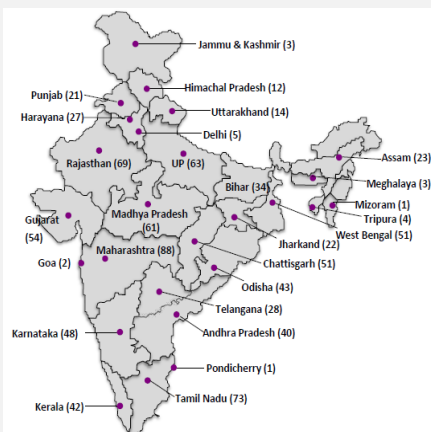 Jammu & Kashmir (3)
Himachal Pradesh (12)
Punjab (21)
Uttarakhand (14)
Harayana (27)
Delhi (5)
Assam (23)
Rajasthan (69)
UP (63)
Meghalaya (3)
Bihar (34)
Mizoram (1)
Gujarat
(54)
Madhya Pradesh
(61)
Tripura (4)
West Bengal (51)
Jharkand (22)
Maharashtra (88)
Chattisgarh (51)
Goa (2)
Odisha (43)
Telangana (28)
Karnataka (48)
Andhra Pradesh (40)
Pondicherry (1)
Tamil Nadu (73)
Kerala (42)